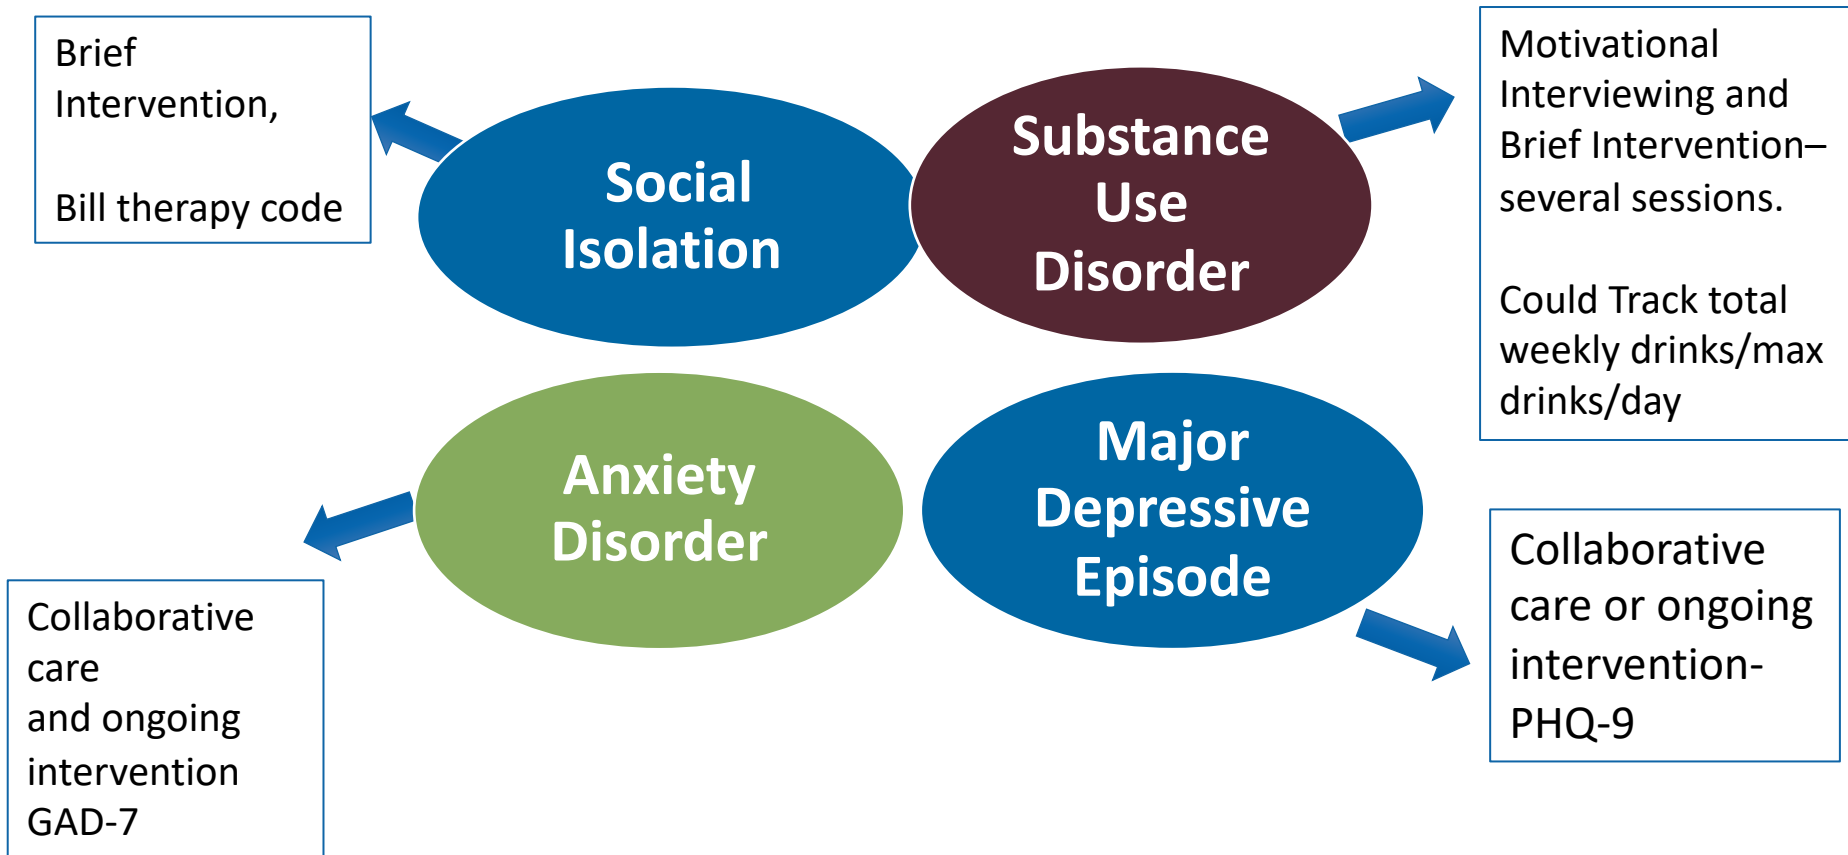 Brief
Intervention,
Bill therapy code
Social
Isolation
Substance
Use
Disorder
Motivational
Interviewing and
Brief Intervention–
several sessions.
Could Track total
weekly drinks/max
drinks/day
Anxiety
Disorder
Major
Depressive
Episode
Collaborative
care
and ongoing
intervention
GAD-7
Collaborative
care or ongoing
intervention-
PHQ-9